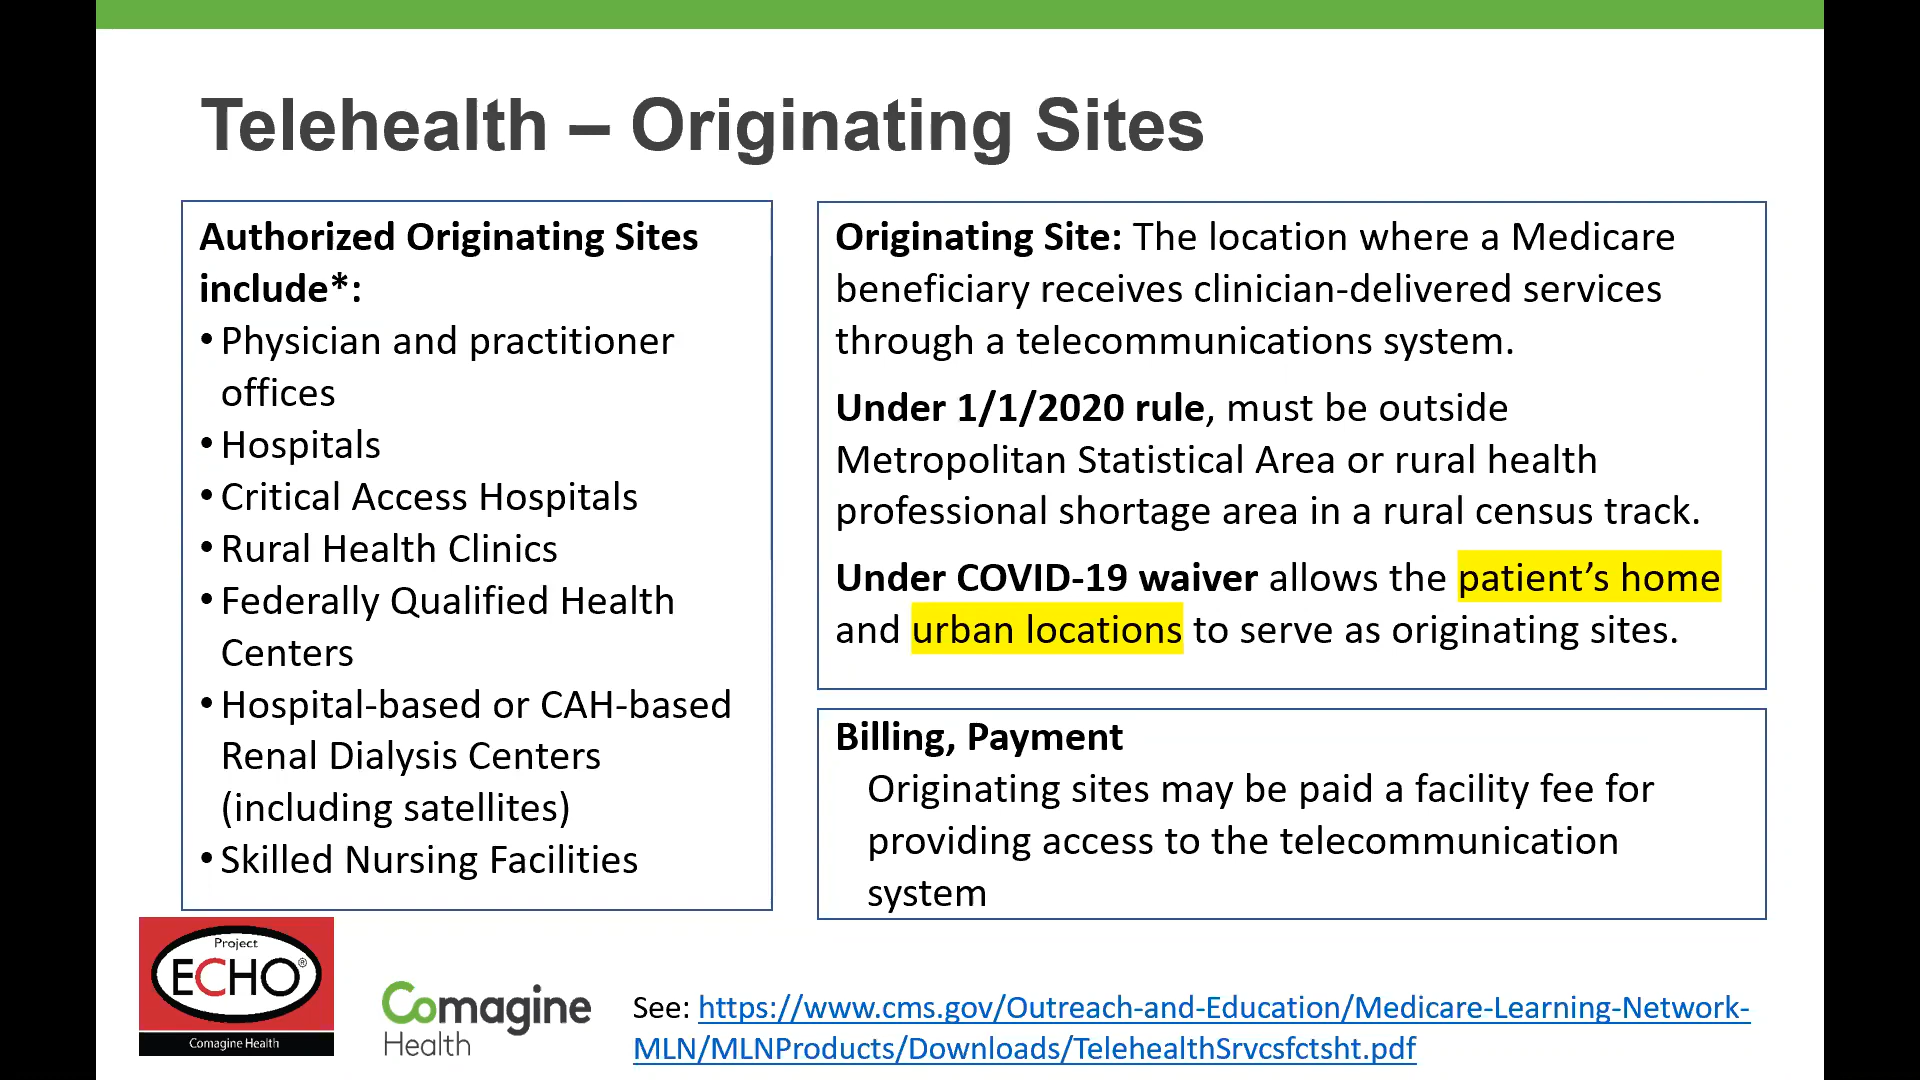 Telehealth – Originating Sites
Authorized Originating Sites
include*:
• Physician and practitioner
offices
• Hospitals
• Critical Access Hospitals
• Rural Health Clinics
• Federally Qualified Health
Centers
• Hospital-based or CAH-based
Renal Dialysis Centers
(including satellites)
• Skilled Nursing Facilities
Originating Site: The location where a Medicare
beneficiary receives clinician-delivered services
through a telecommunications system.
Under 1/1/2020 rule, must be outside
Metropolitan Statistical Area or rural health
professional shortage area in a rural census track.
Under COVID-19 waiver allows the patient’s home
and urban locations to serve as originating sites.
Billing, Payment
Originating sites may be paid a facility fee for
providing access to the telecommunication
system
Project
ECHO®
Comagine Health
Comagine
Health
See: https://www.cms.gov/Outreach-and-Education/Medicare-Learning-Network-
MLN/MLNProducts/Downloads/TelehealthSrvcsfctsht.pdf